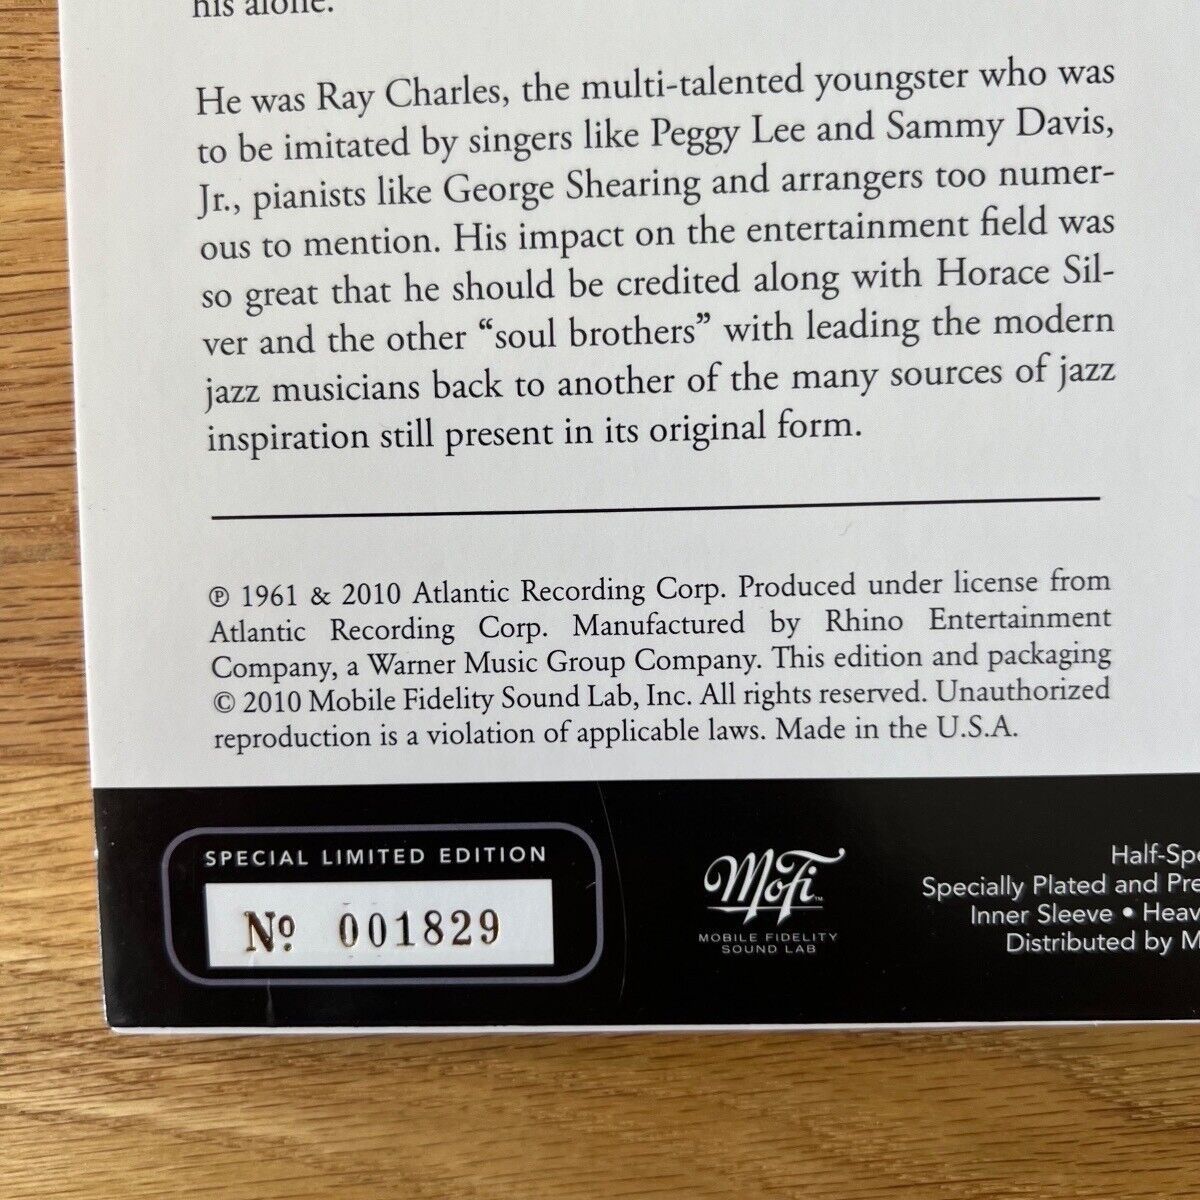 his alone.
He was Ray Charles, the multi-talented youngster who was
to be imitated by singers like Peggy Lee and Sammy Davis,
Jr., pianists like George Shearing and arrangers too numer-
ous to mention. His impact on the entertainment field was
so great that he should be credited along with Horace Sil-
ver and the other “soul brothers” with leading the modern
jazz musicians back to another of the many sources of jazz
inspiration still present in its original form.
℗ 1961 & 2010 Atlantic Recording Corp. Produced under license from
Atlantic Recording Corp. Manufactured by Rhino Entertainment
Company, a Warner Music Group Company. This edition and packaging
© 2010 Mobile Fidelity Sound Lab, Inc. All rights reserved. Unauthorized
reproduction is a violation of applicable laws. Made in the U.S.A.
SPECIAL LIMITED EDITION
Nº 001829
MoFi™
MOBILE FIDELITY
SOUND LAB
Half-Spe
Specially Plated and Pre
Inner Sleeve • Heav
Distributed by M